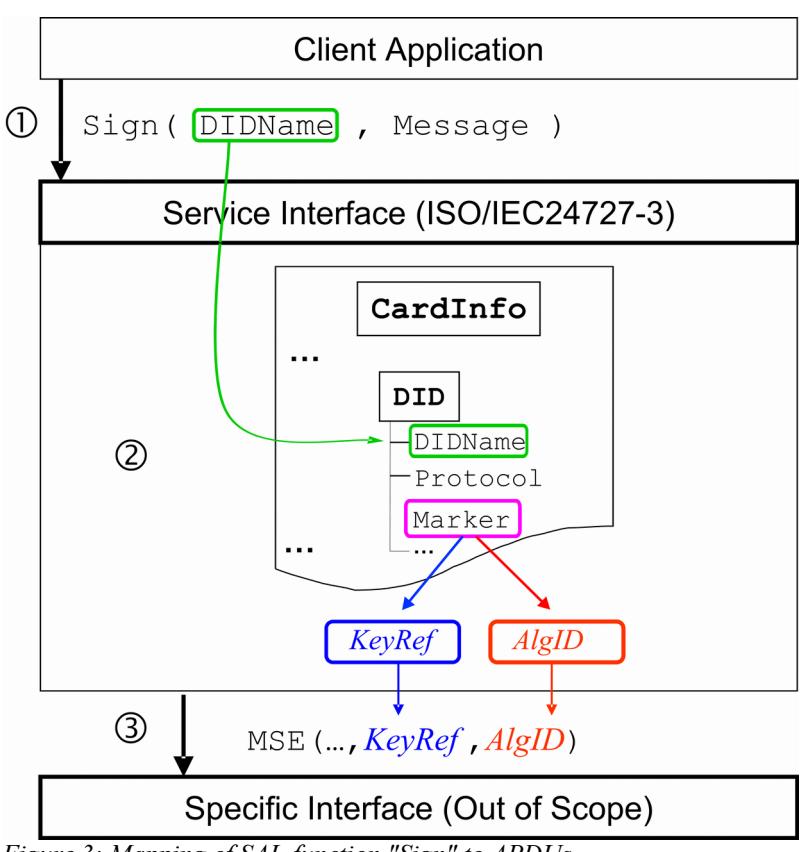 Client Application
① Sign( DIDName , Message )
Service Interface (ISO/IEC24727-3)
CardInfo
...
DID
DIDName
②
Protocol
Marker
... ...
KeyRef AlgID
③ MSE(…,KeyRef,AlgID)
Specific Interface (Out of Scope)
Figure 3: Mapping of SAL function "Sign" to APDUs